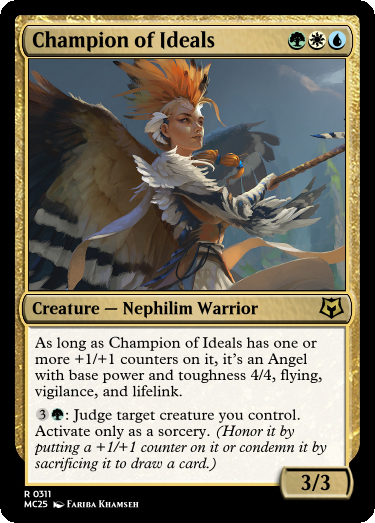 Champion of Ideals
Creature — Nephilim Warrior
As long as Champion of Ideals has one or
more +1/+1 counters on it, it's an Angel
with base power and toughness 4/4, flying,
vigilance, and lifelink.
3: Judge target creature you control.
Activate only as a sorcery. (Honor it by
putting a +1/+1 counter on it or condemn it by
sacrificing it to draw a card.)
3/3
R 0311
MC25 Fariba Khamseh